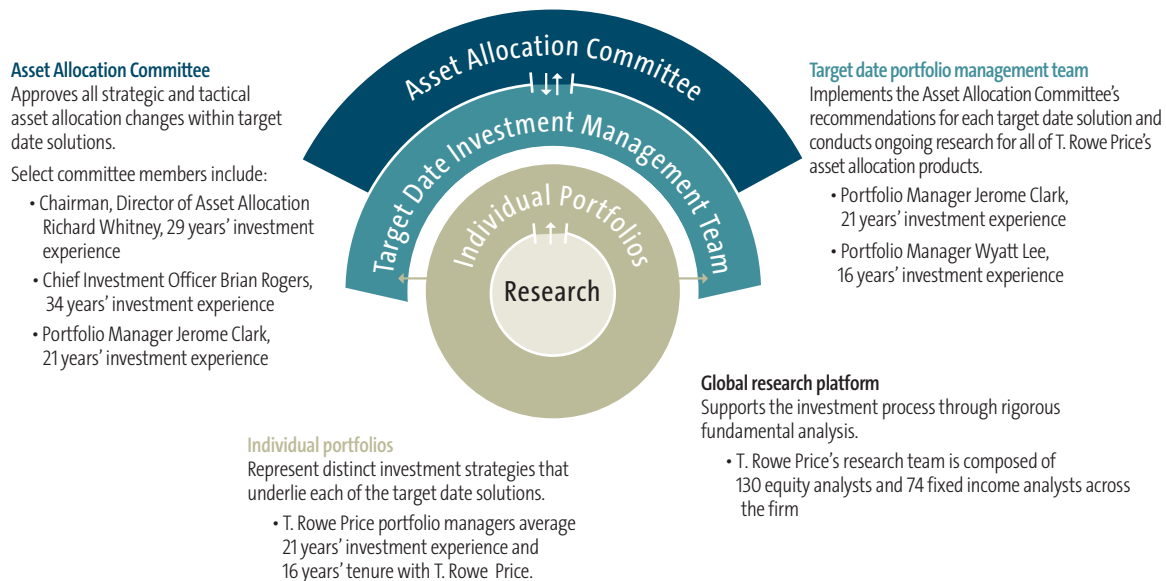 Asset Allocation Committee
Target Date Investment Management Team
Individual Portfolios
Research
Asset Allocation Committee
Approves all strategic and tactical
asset allocation changes within target
date solutions.
Select committee members include:
• Chairman, Director of Asset Allocation
Richard Whitney, 29 years’ investment
experience
• Chief Investment Officer Brian Rogers,
34 years’ investment experience
• Portfolio Manager Jerome Clark,
21 years’ investment experience
Target date portfolio management team
Implements the Asset Allocation Committee’s
recommendations for each target date solution and
conducts ongoing research for all of T. Rowe Price’s
asset allocation products.
• Portfolio Manager Jerome Clark,
21 years’ investment experience
• Portfolio Manager Wyatt Lee,
16 years’ investment experience
Global research platform
Supports the investment process through rigorous
fundamental analysis.
• T. Rowe Price’s research team is composed of
130 equity analysts and 74 fixed income analysts across
the firm
Individual portfolios
Represent distinct investment strategies that
underlie each of the target date solutions.
• T. Rowe Price portfolio managers average
21 years’ investment experience and
16 years’ tenure with T. Rowe Price.